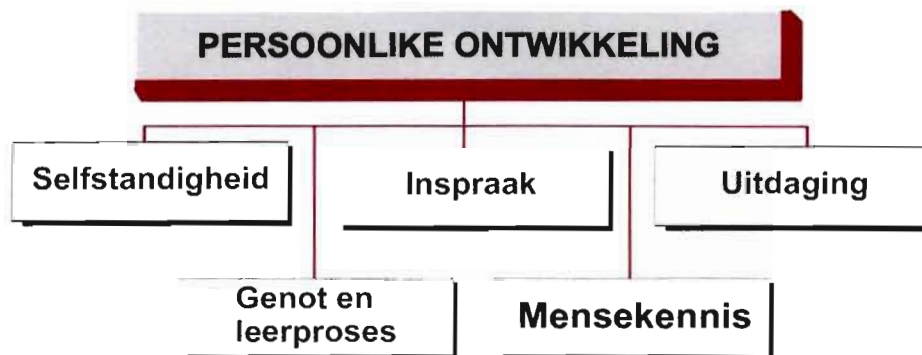 PERSOONLIKE ONTWIKKELING
Selfstandigheid
Inspraak
Uitdaging
Genot en
leerproses
Mensekennis